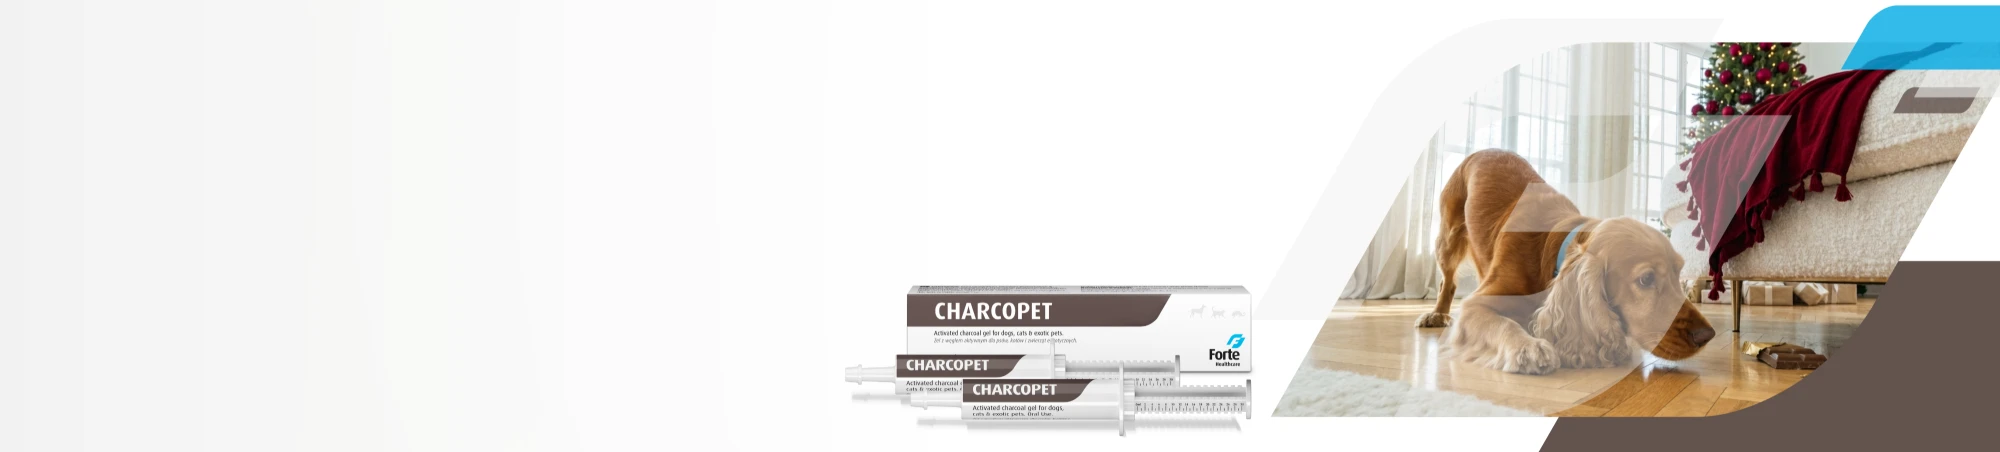 CHARCOPET
Activated charcoal gel for dogs, cats & exotic pets.
Żel z węglem aktywnym dla psów, kotów i zwierząt egzotycznych.
Forte
Healthcare
CHARCOPET
Activated charcoal
cats & exotic pets.
CHARCOPET
Activated charcoal gel for dogs,
cats & exotic pets. Oral Use.